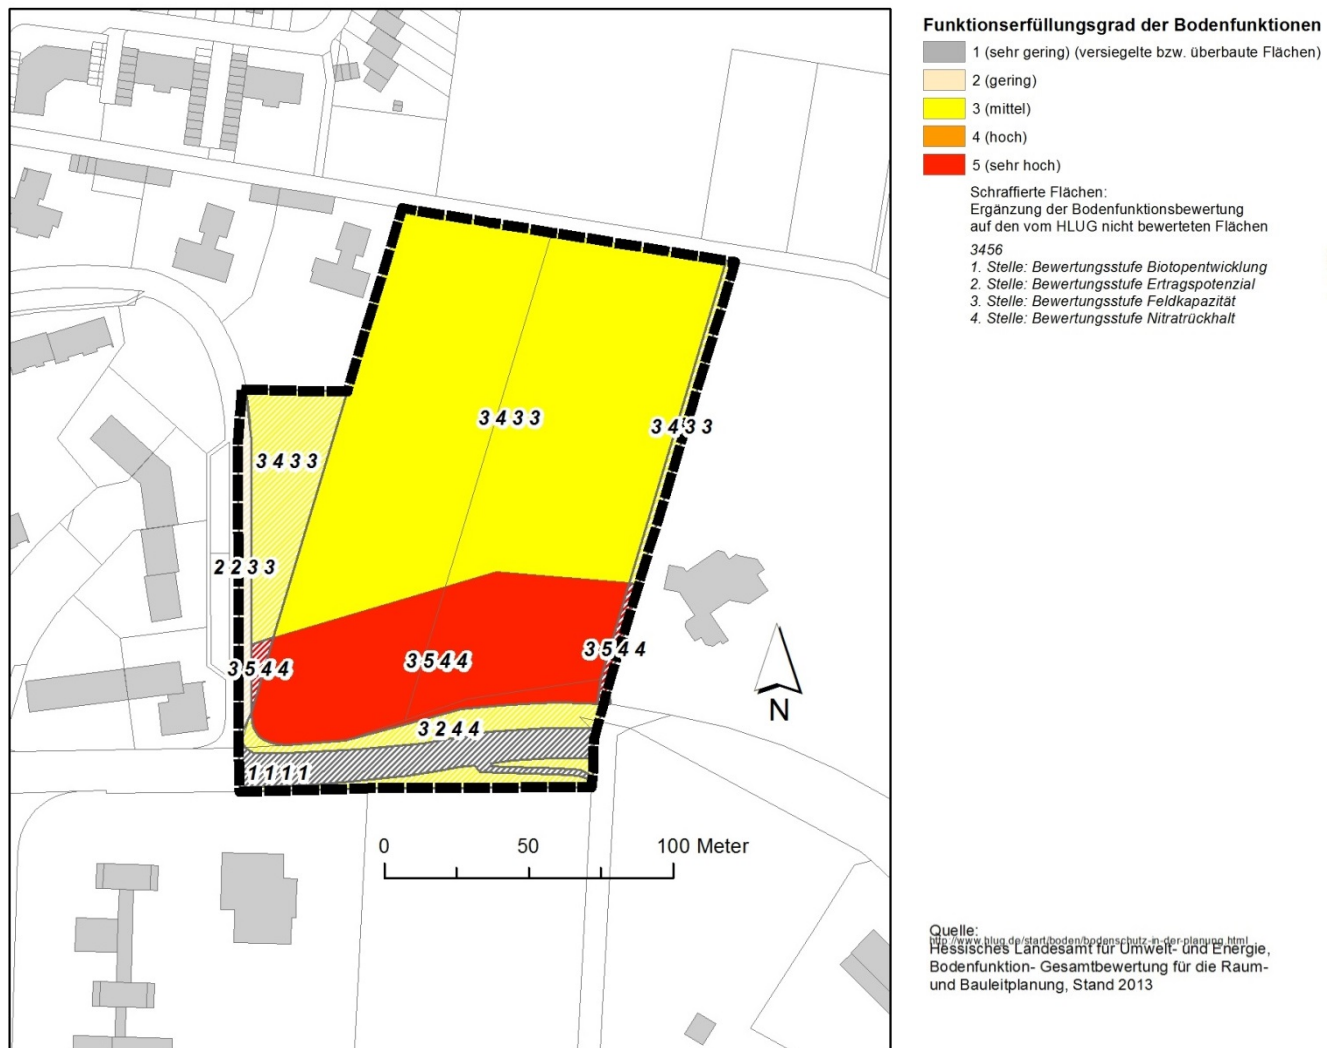 Funktionserfüllungsgrad der Bodenfunktionen
1 (sehr gering) (versiegelte bzw. überbaute Flächen)
2 (gering)
3 (mittel)
4 (hoch)
5 (sehr hoch)
Schraffierte Flächen:
Ergänzung der Bodenfunktionsbewertung
auf den vom HLUG nicht bewerteten Flächen
3456
1. Stelle: Bewertungsstufe Biotopentwicklung
2. Stelle: Bewertungsstufe Ertragspotenzial
3. Stelle: Bewertungsstufe Feldkapazität
4. Stelle: Bewertungsstufe Nitratrückhalt
3 4 3 3
3 4 3 3
3 4 3 3
2 2 3 3
3 5 4 4
3 5 4 4
3 5 4 4
3 2 4 4
1 1 1 1
N
0 50 100 Meter
Quelle:
http://www.hlug.de/start/boden/bodenschutz-in-der-planung.html
Hessisches Landesamt für Umwelt- und Energie,
Bodenfunktion- Gesamtbewertung für die Raum-
und Bauleitplanung, Stand 2013